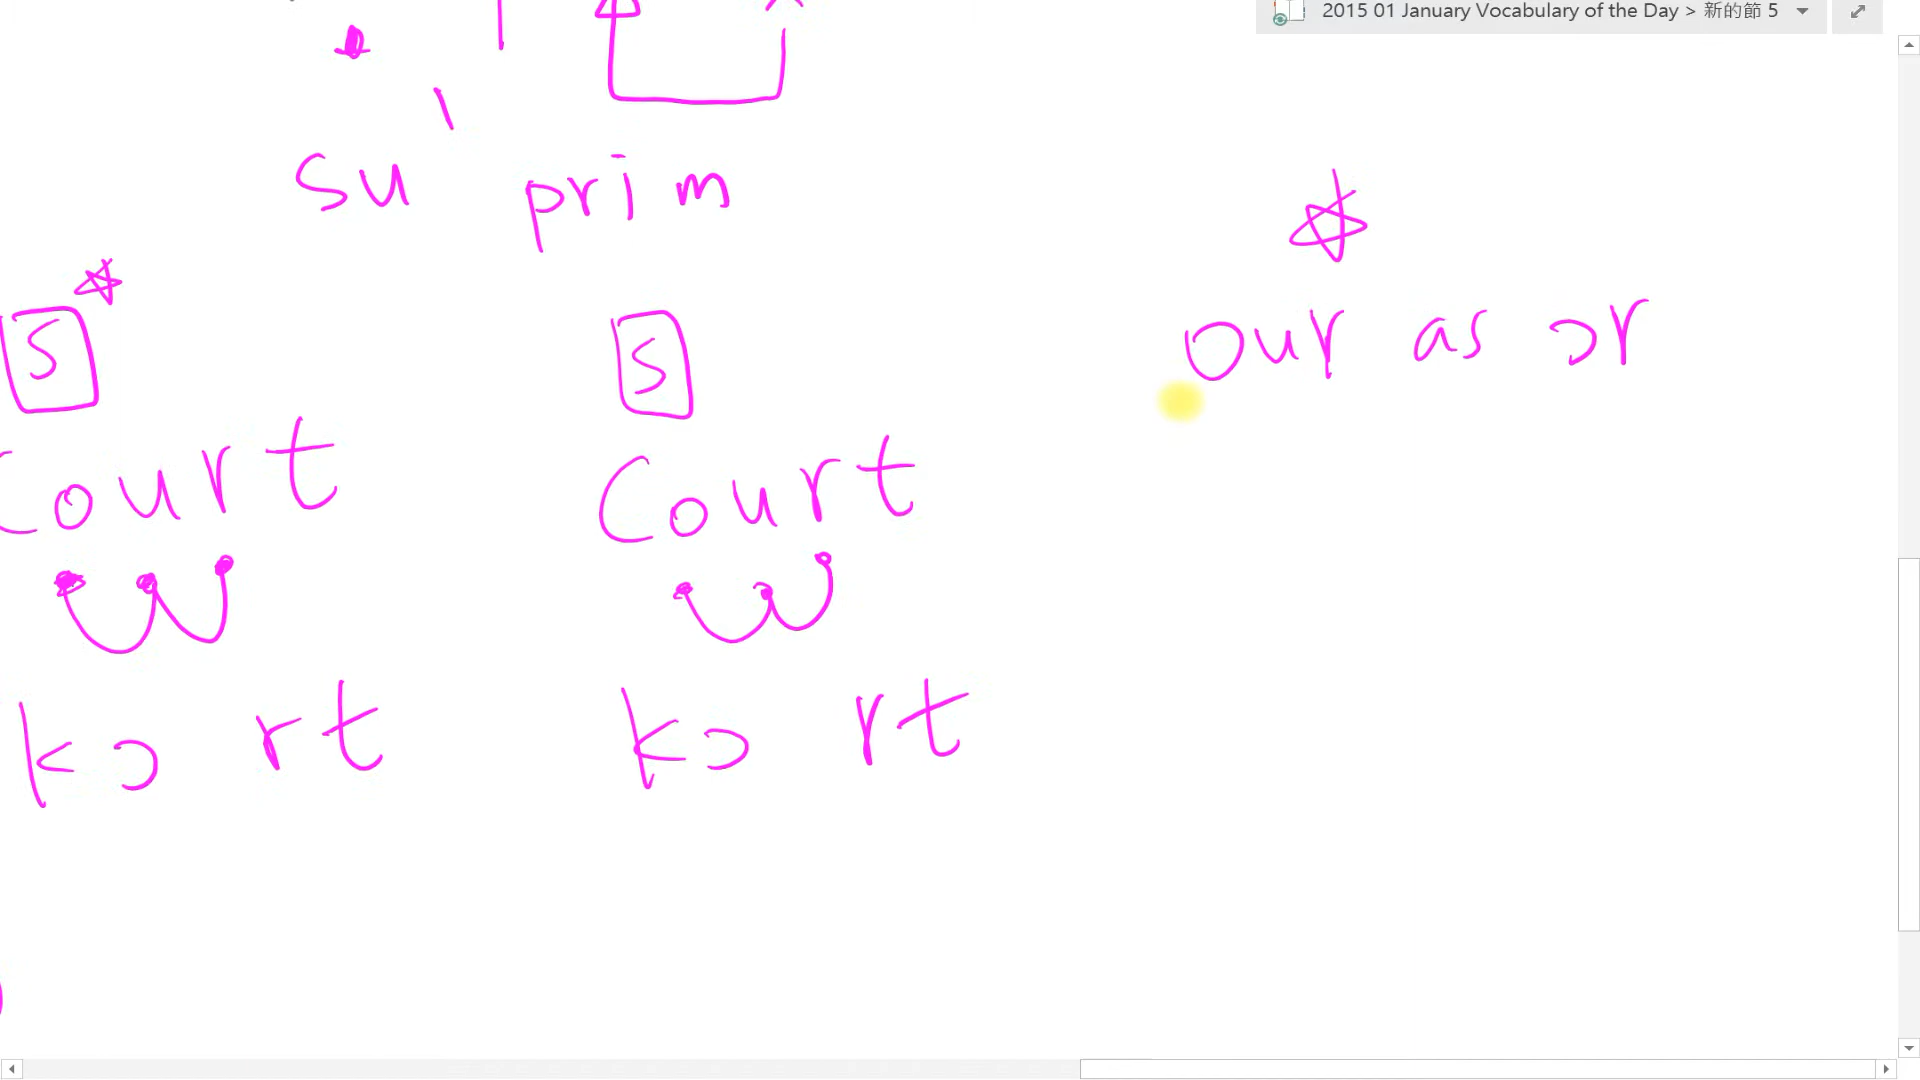 2015 01 January Vocabulary of the Day > 新的節 5
su ˈ prim
S
S
our as ɔr
Court
Court
kɔ rt
kɔ rt